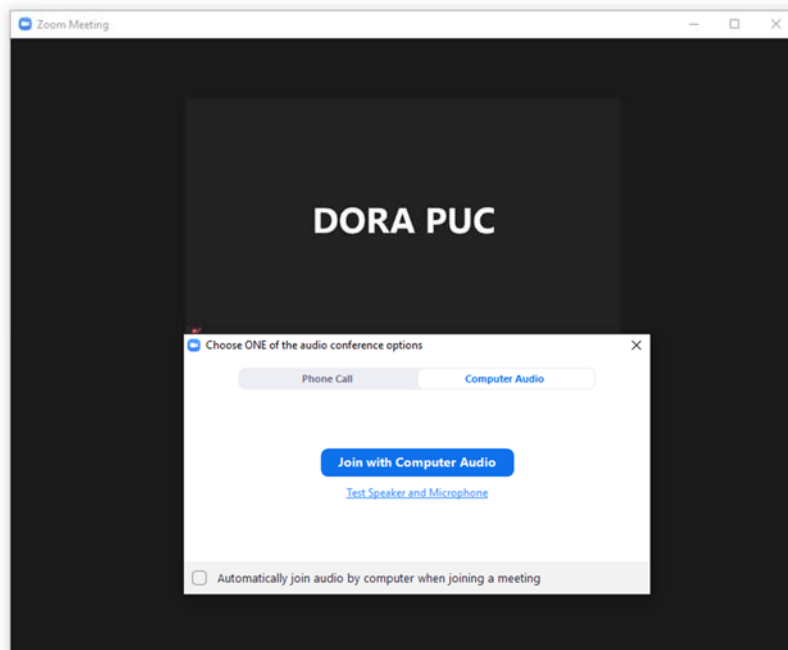 Zoom Meeting
DORA PUC
Choose ONE of the audio conference options
Phone Call
Computer Audio
Join with Computer Audio
Test Speaker and Microphone
Automatically join audio by computer when joining a meeting